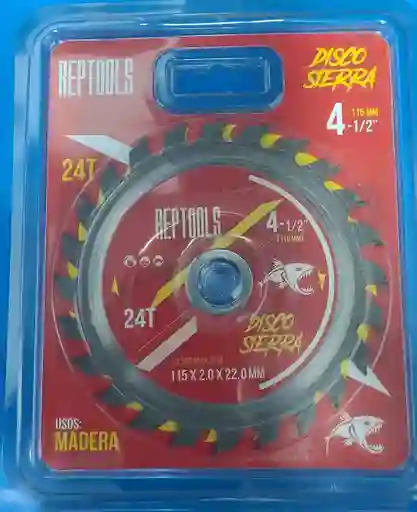 REPTOOLS
DISCO
SIERRA
115 MM
4-1/2"
24T
REPTOOLS
4-1/2"
(115MM)
24T
DISCO
SIERRA
115 X 2.0 X 22.0 MM
USOS:
MADERA